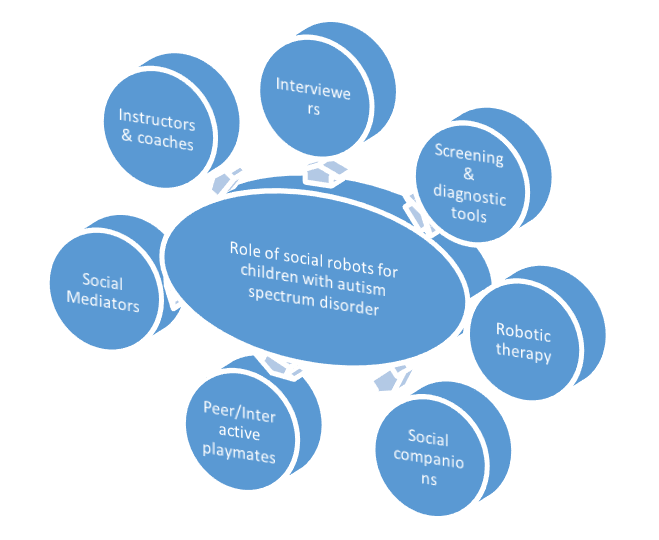 Interviewe
rs
Instructors
& coaches
Screening
&
diagnostic
tools
Role of social robots for
children with autism
spectrum disorder
Social
Mediators
Robotic
therapy
Peer/Inter
active
playmates
Social
companio
ns